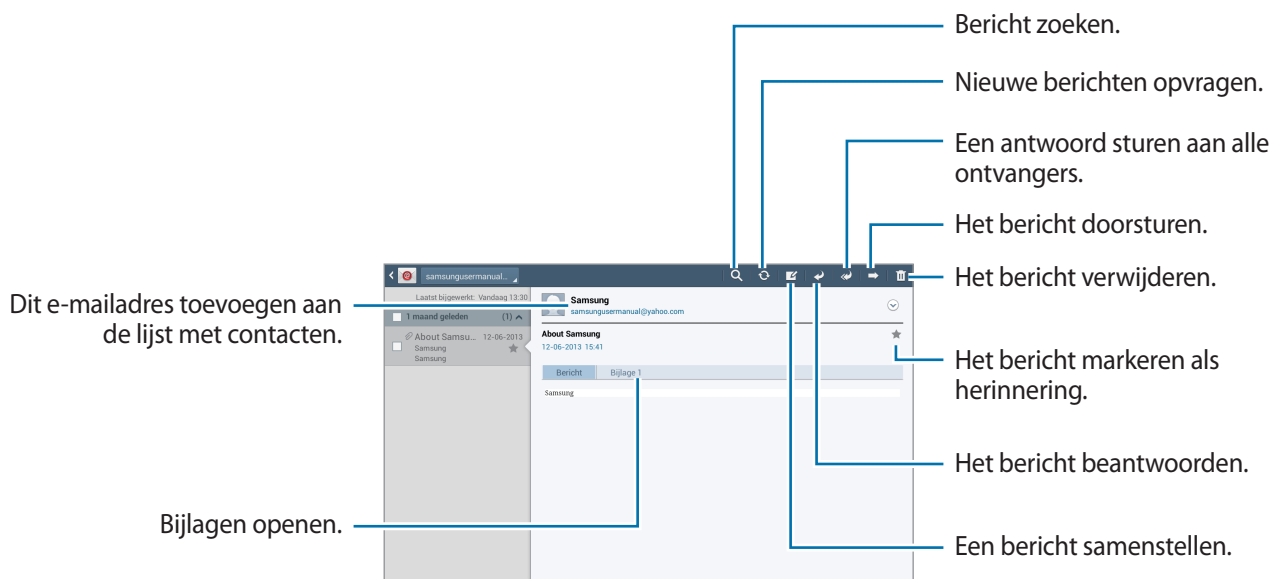 Bericht zoeken.
Nieuwe berichten opvragen.
Een antwoord sturen aan alle
ontvangers.
Het bericht doorsturen.
Het bericht verwijderen.
Het bericht markeren als
herinnering.
Het bericht beantwoorden.
Een bericht samenstellen.
Dit e-mailadres toevoegen aan
de lijst met contacten.
Bijlagen openen.
samsungusermanual..
Laatst bijgewerkt: Vandaag 13:30
1 maand geleden (1)
About Samsu... 12-06-2013
Samsung
Samsung
Samsung
samsungusermanual@yahoo.com
About Samsung
12-06-2013 15:41
Bericht Bijlage 1
Samsung